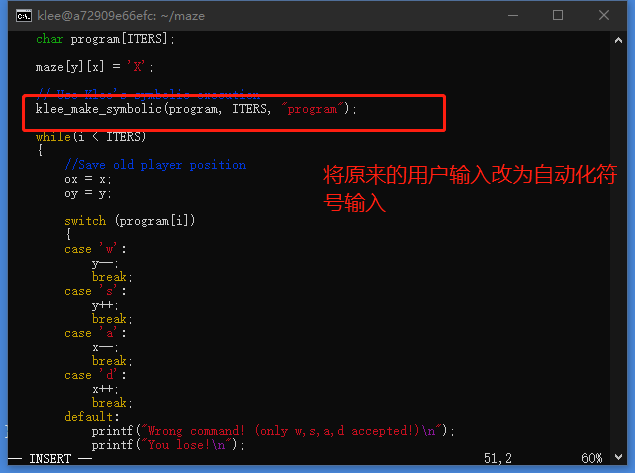 klee@a72909e66efc: ~/maze
char program[ITERS];
maze[y][x] = 'X';
// Use Klee's symbolic execution
klee_make_symbolic(program, ITERS, "program");
while(i < ITERS)
{
//Save old player position
ox = x;
oy = y;
将原来的用户输入改为自动化符
号输入
switch (program[i])
{
case 'w':
y--;
break;
case 's':
y++;
break;
case 'a':
x--;
break;
case 'd':
x++;
break;
default:
printf("Wrong command! (only w,s,a,d accepted!)\n");
printf("You lose!\n");
-- INSERT -- 51,2 60%